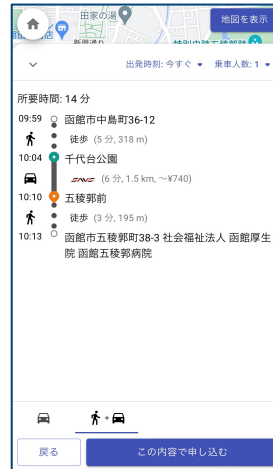 田家の湯
地図を表示
出発時刻: 今すぐ
乗車人数: 1
所要時間: 14 分
09:59 函館市中島町36-12
徒歩 (5 分, 318 m)
10:04 千代台公園
SAVS (6 分, 1.5 km, ～¥740)
10:10 五稜郭前
徒歩 (3 分, 195 m)
10:13 函館市五稜郭町38-3 社会福祉法人 函館厚生
院 函館五稜郭病院
+
戻る
この内容で申し込む